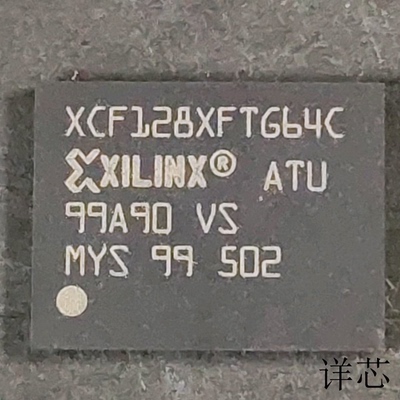 XCF128XFTG64C
XILINX® ATU
99A90 VS
MYS 99 502
详芯